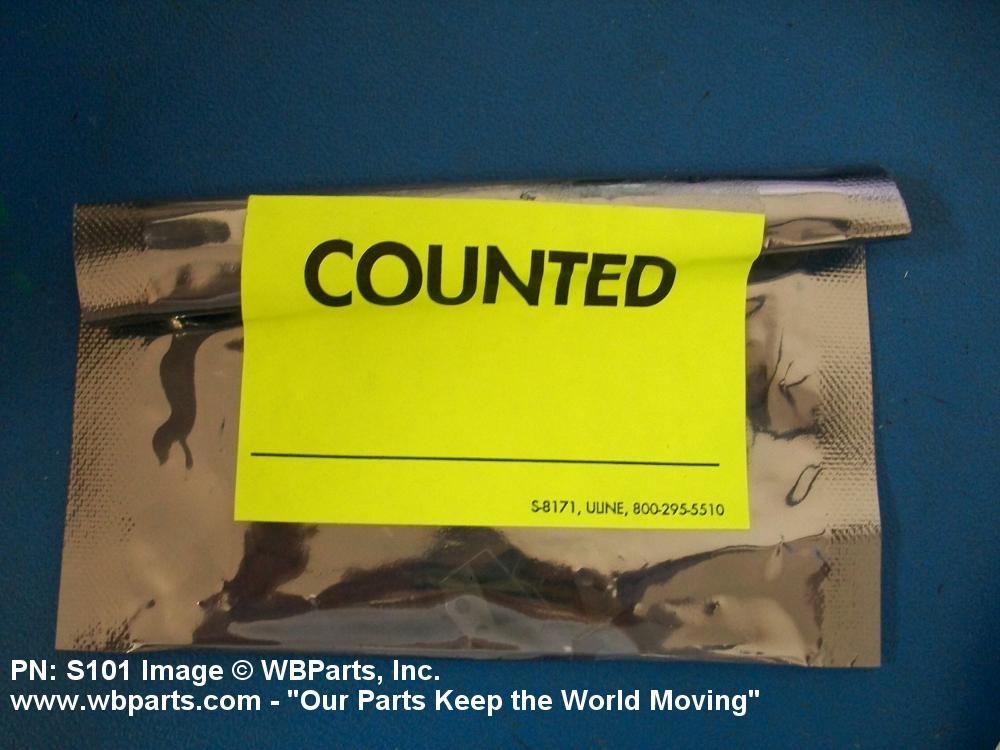 COUNTED
S-8171, ULINE, 800-295-5510
PN: S101 Image © WBParts, Inc.
www.wbparts.com - "Our Parts Keep the World Moving"